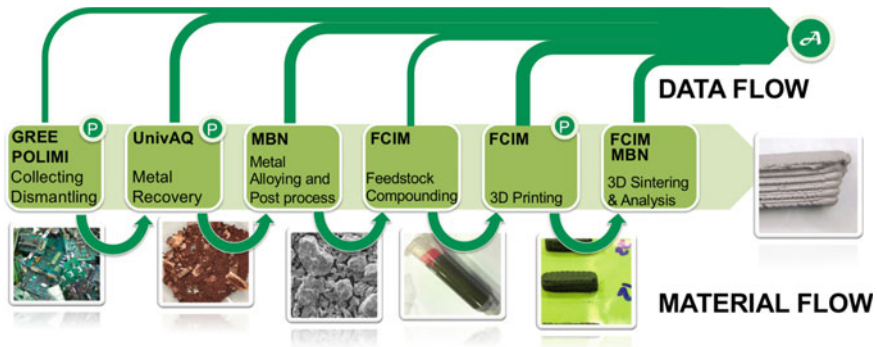 A
DATA FLOW
P
GREE
POLIMI
Collecting
Dismantling
P
UnivAQ
Metal
Recovery
MBN
Metal
Alloying and
Post process
FCIM
Feedstock
Compounding
P
FCIM
3D Printing
FCIM
MBN
3D Sintering
& Analysis
MATERIAL FLOW